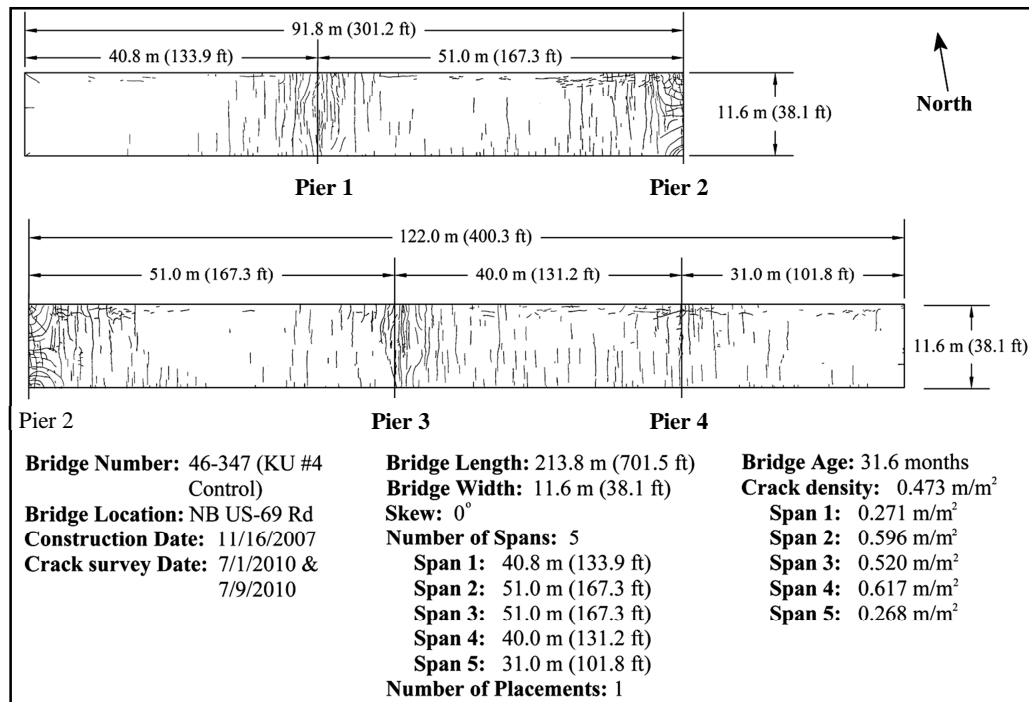 91.8 m (301.2 ft)
40.8 m (133.9 ft)
51.0 m (167.3 ft)
11.6 m (38.1 ft)
North
Pier 1
Pier 2
122.0 m (400.3 ft)
51.0 m (167.3 ft)
40.0 m (131.2 ft)
31.0 m (101.8 ft)
11.6 m (38.1 ft)
Pier 2
Pier 3
Pier 4
Bridge Number: 46-347 (KU #4
Control)
Bridge Location: NB US-69 Rd
Construction Date: 11/16/2007
Crack survey Date: 7/1/2010 &
7/9/2010
Bridge Length: 213.8 m (701.5 ft)
Bridge Width: 11.6 m (38.1 ft)
Skew: 0°
Number of Spans: 5
Span 1: 40.8 m (133.9 ft)
Span 2: 51.0 m (167.3 ft)
Span 3: 51.0 m (167.3 ft)
Span 4: 40.0 m (131.2 ft)
Span 5: 31.0 m (101.8 ft)
Number of Placements: 1
Bridge Age: 31.6 months
Crack density: 0.473 m/m²
Span 1: 0.271 m/m²
Span 2: 0.596 m/m²
Span 3: 0.520 m/m²
Span 4: 0.617 m/m²
Span 5: 0.268 m/m²